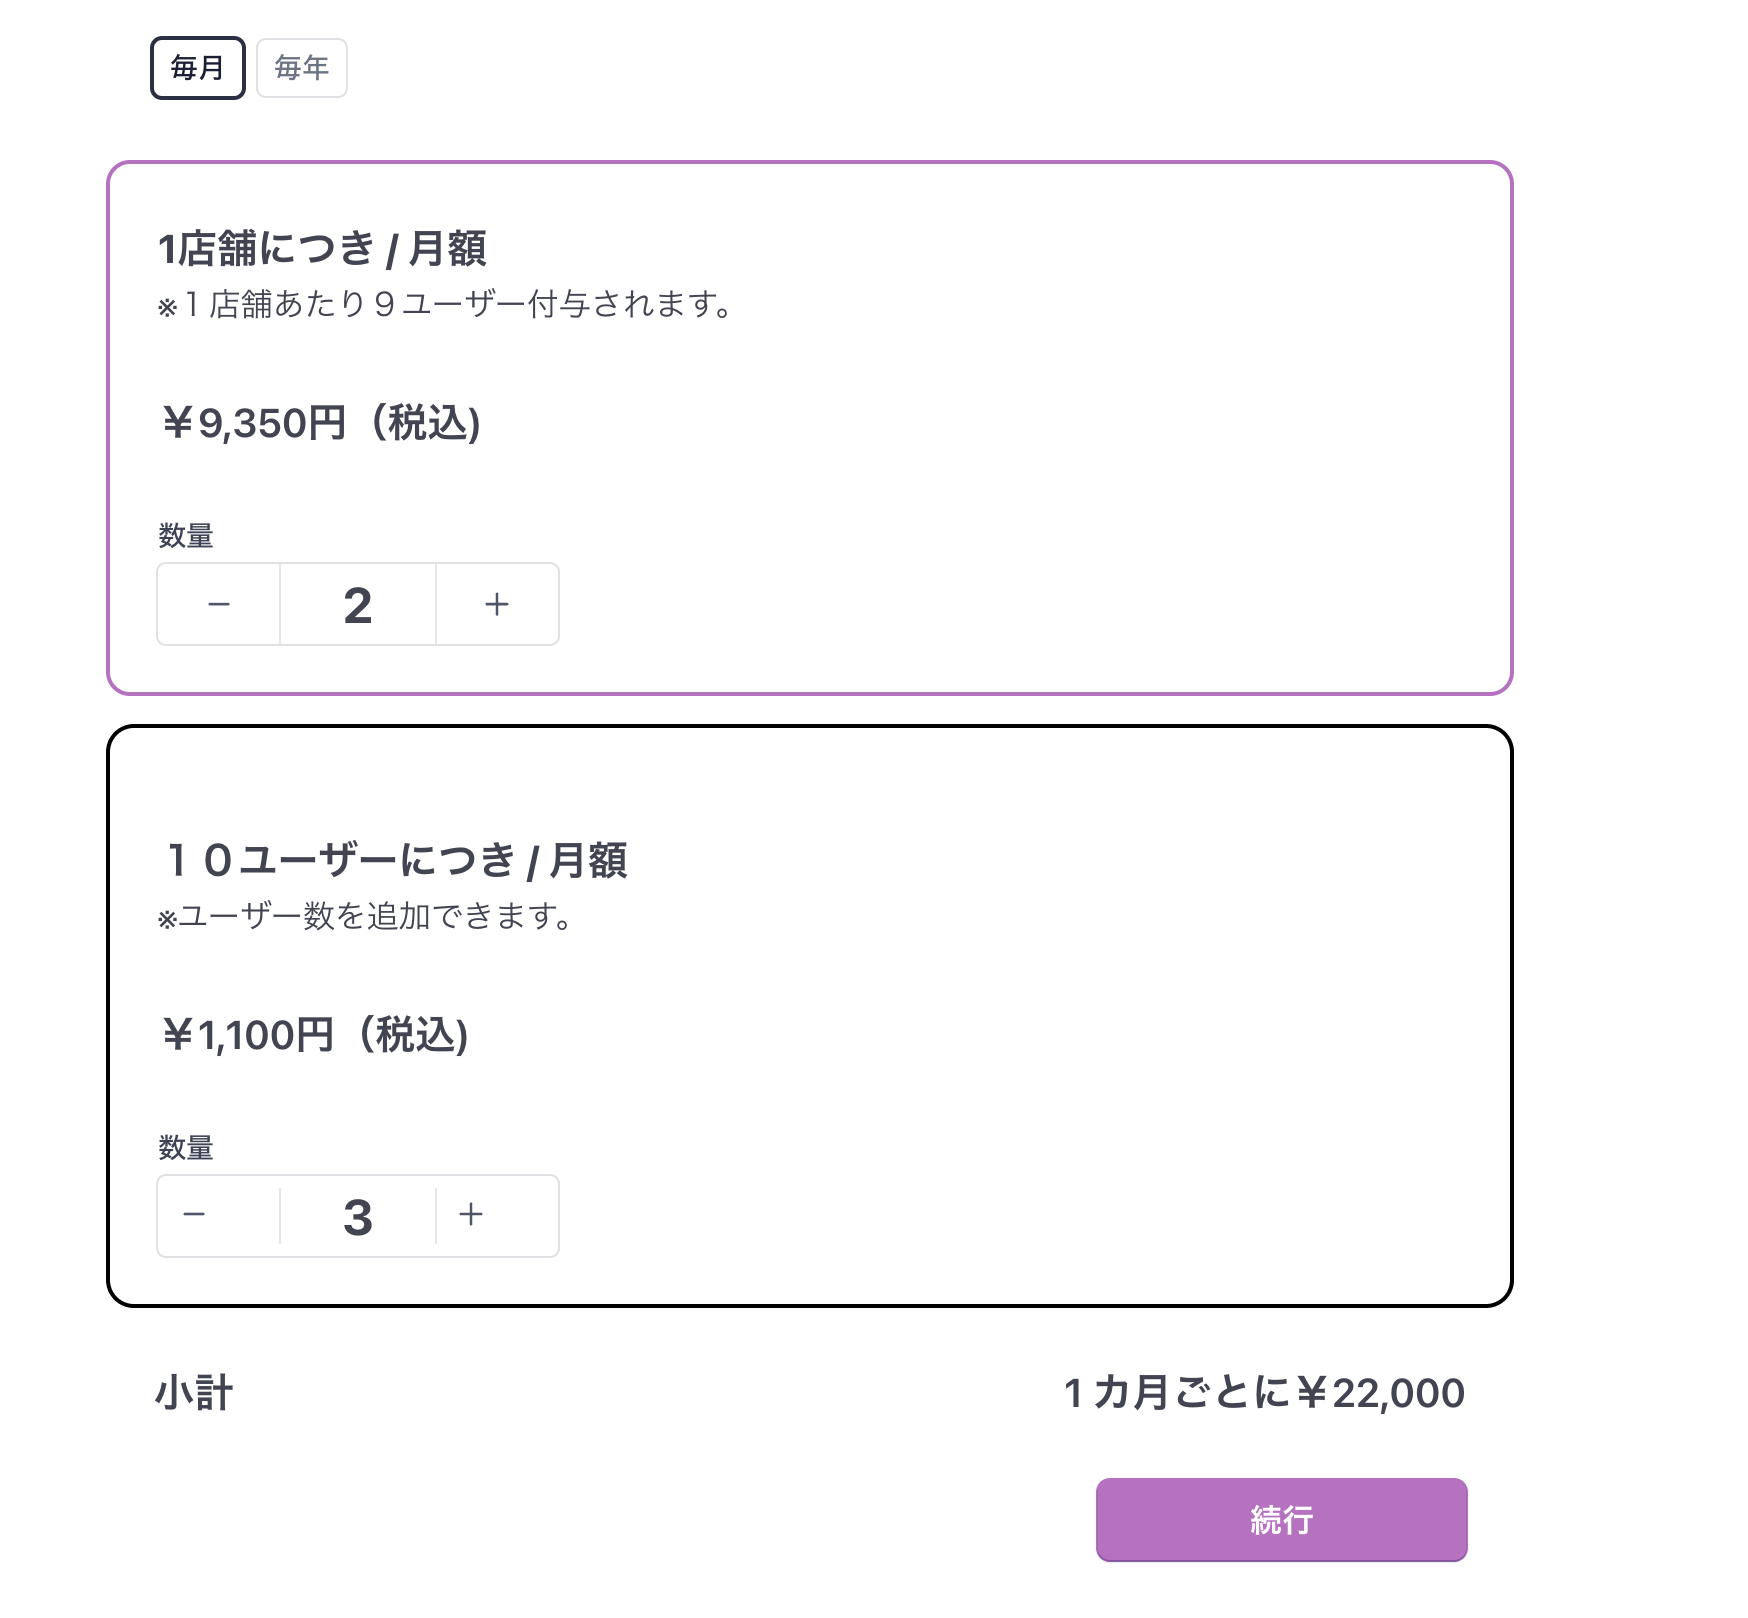 毎月 毎年
1店舗につき / 月額
※１店舗あたり９ユーザー付与されます。
￥9,350円（税込)
数量
− 2 +
１０ユーザーにつき / 月額
※ユーザー数を追加できます。
￥1,100円（税込)
数量
− 3 +
小計 1 カ月ごとに￥22,000
続行